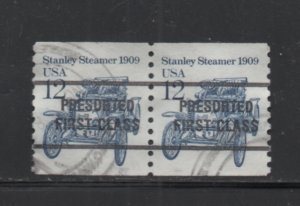 Stanley Steamer 1909 Stanley Steamer 1909
USA USA
12 12
PRESORTED PRESORTED
FIRST-CLASS FIRST-CLASS